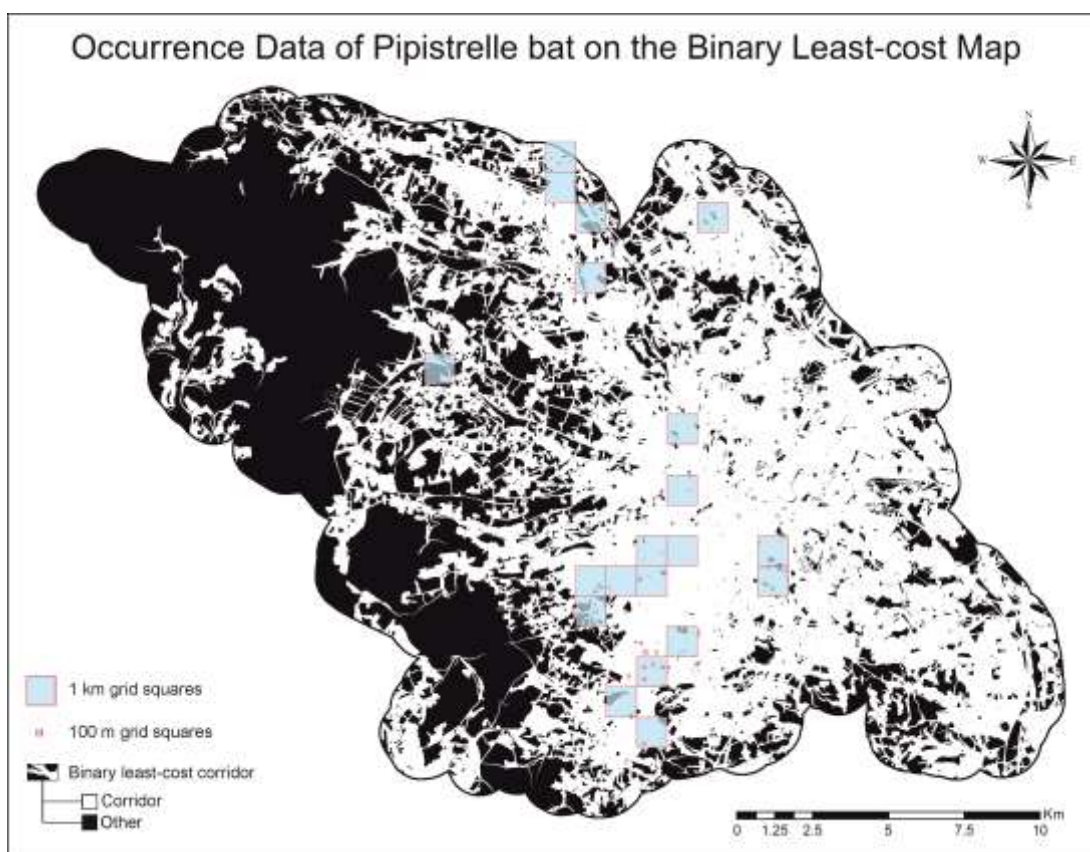 Occurrence Data of Pipistrelle bat on the Binary Least-cost Map
N
W E
S
1 km grid squares
100 m grid squares
Binary least-cost corridor
Corridor
Other
Km
0 1.25 2.5 5 7.5 10